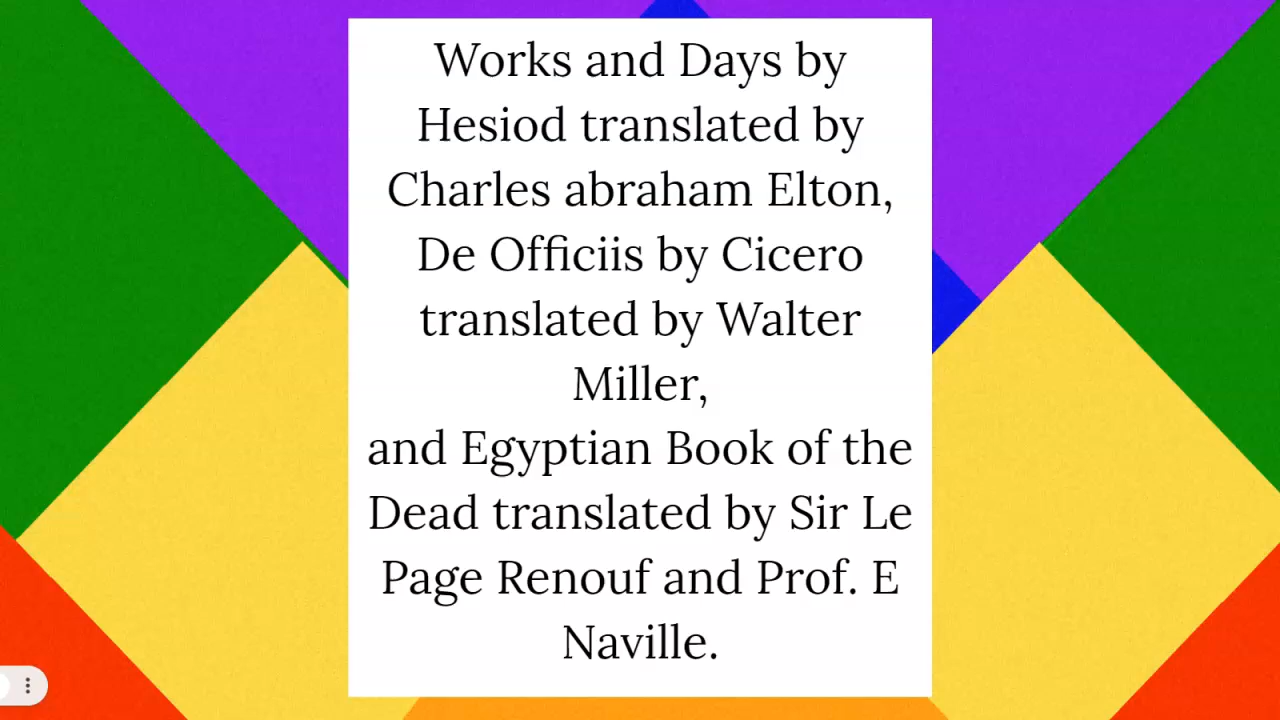 Works and Days by
Hesiod translated by
Charles abraham Elton,
De Officiis by Cicero
translated by Walter
Miller,
and Egyptian Book of the
Dead translated by Sir Le
Page Renouf and Prof. E
Naville.